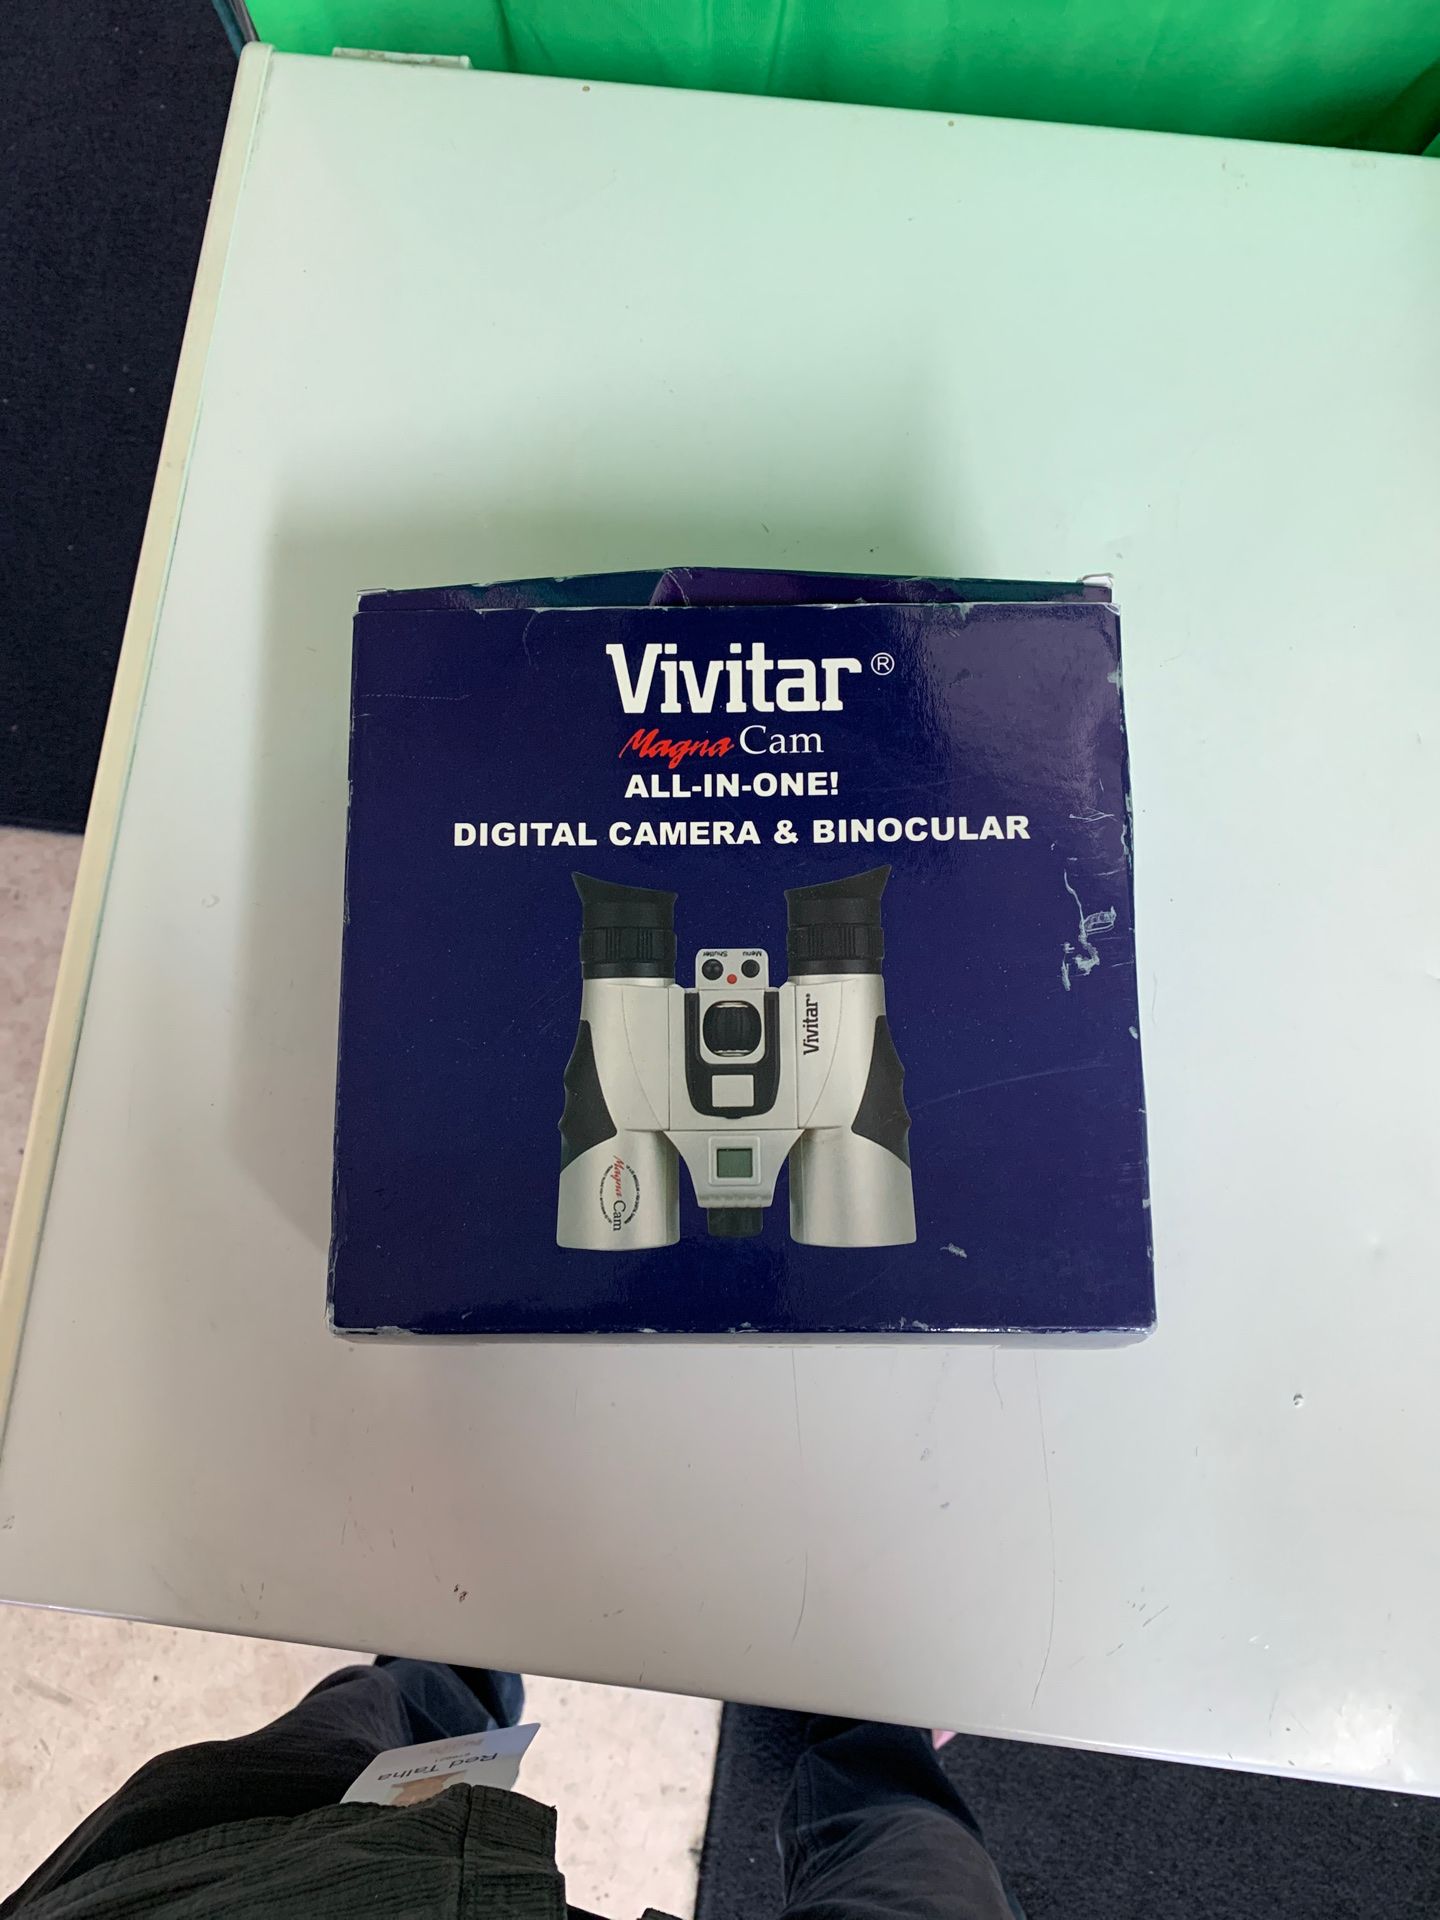 Vivitar®
Magna Cam
ALL-IN-ONE!
DIGITAL CAMERA & BINOCULAR
Shutter
Menu
Vivitar®
Magna Cam
Red Talha